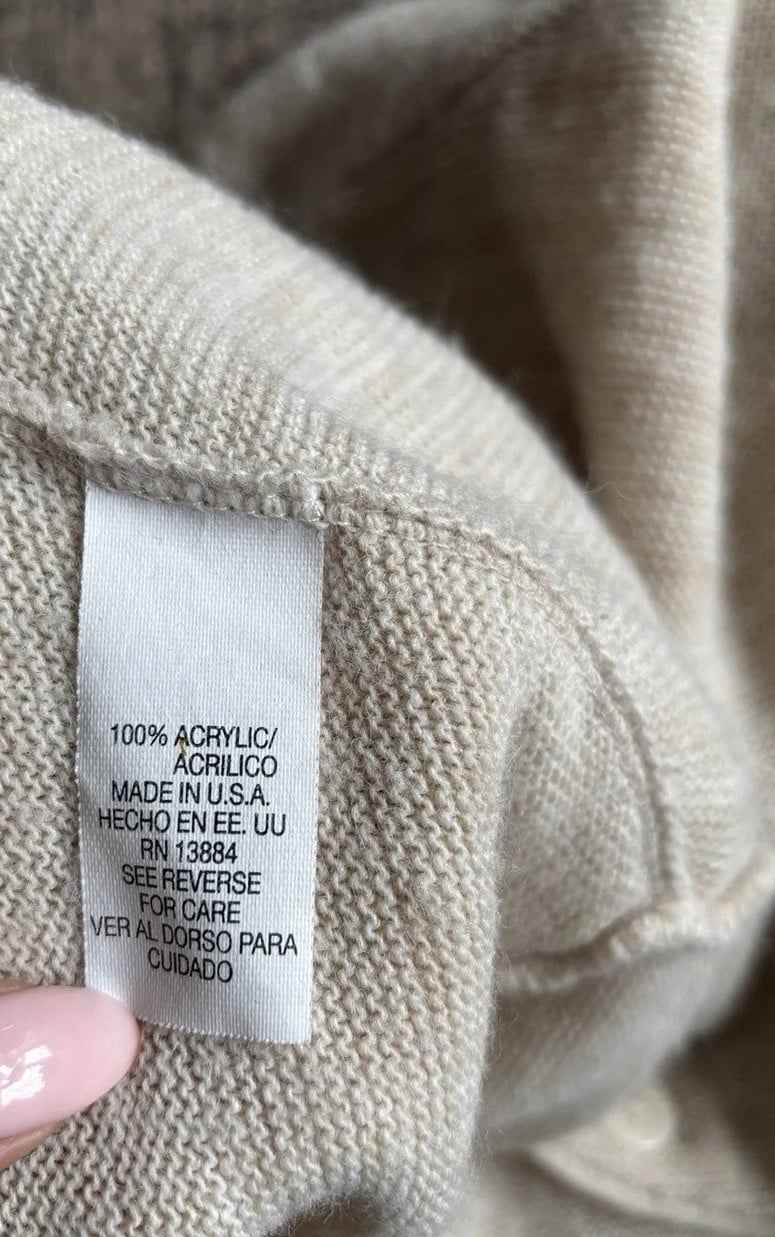 100% ACRYLIC/
ACRILICO
MADE IN U.S.A.
HECHO EN EE. UU
RN 13884
SEE REVERSE
FOR CARE
VER AL DORSO PARA
CUIDADO